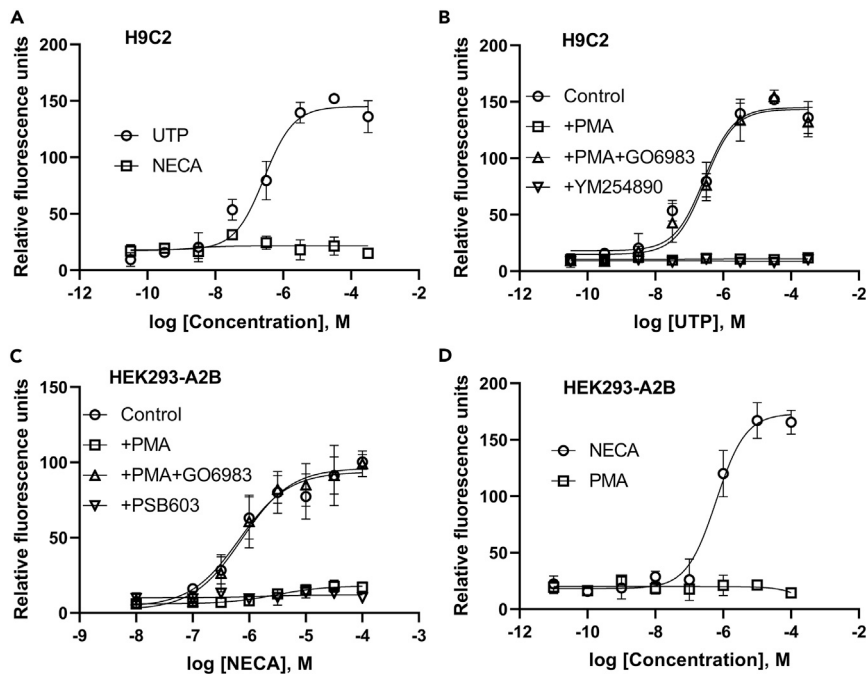 A
H9C2
Relative fluorescence units
200
150
100
50
0
UTP
NECA
-12 -10 -8 -6 -4 -2
log [Concentration], M
B
H9C2
Relative fluorescence units
200
150
100
50
0
Control
+PMA
+PMA+GO6983
+YM254890
-12 -10 -8 -6 -4 -2
log [UTP], M
C
HEK293-A2B
Relative fluorescence units
150
100
50
0
Control
+PMA
+PMA+GO6983
+PSB603
-9 -8 -7 -6 -5 -4 -3
log [NECA], M
D
HEK293-A2B
Relative fluorescence units
200
150
100
50
0
NECA
PMA
-12 -10 -8 -6 -4 -2
log [Concentration], M